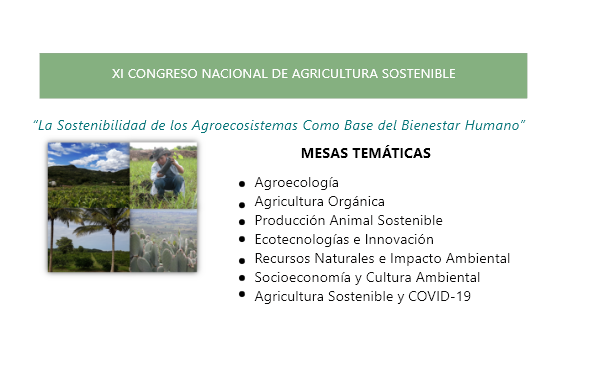 XI CONGRESO NACIONAL DE AGRICULTURA SOSTENIBLE
“La Sostenibilidad de los Agroecosistemas Como Base del Bienestar Humano”
MESAS TEMÁTICAS
● Agroecología
● Agricultura Orgánica
● Producción Animal Sostenible
● Ecotecnologías e Innovación
● Recursos Naturales e Impacto Ambiental
● Socioeconomía y Cultura Ambiental
● Agricultura Sostenible y COVID-19